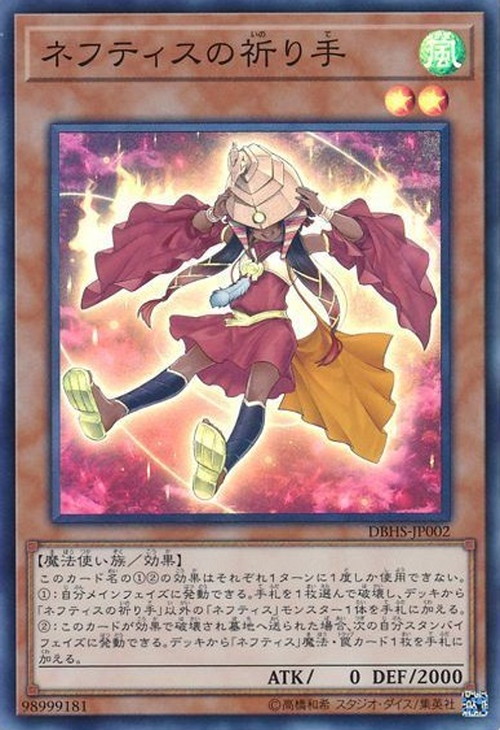 ネフティスの祈り手
風
DBHS-JP002
【魔法使い族/効果】
このカード名の①②の効果はそれぞれ1ターンに1度しか使用できない。
①:自分メインフェイズに発動できる。手札を1枚選んで破壊し、デッキから
「ネフティスの祈り手」以外の「ネフティス」モンスター1体を手札に加える。
②:このカードが効果で破壊され墓地へ送られた場合、次の自分スタンバイ
フェイズに発動できる。デッキから「ネフティス」魔法・罠カード1枚を手札に
加える。
ATK/ 0 DEF/2000
98999181 ©高橋和希 スタジオ・ダイス/集英社